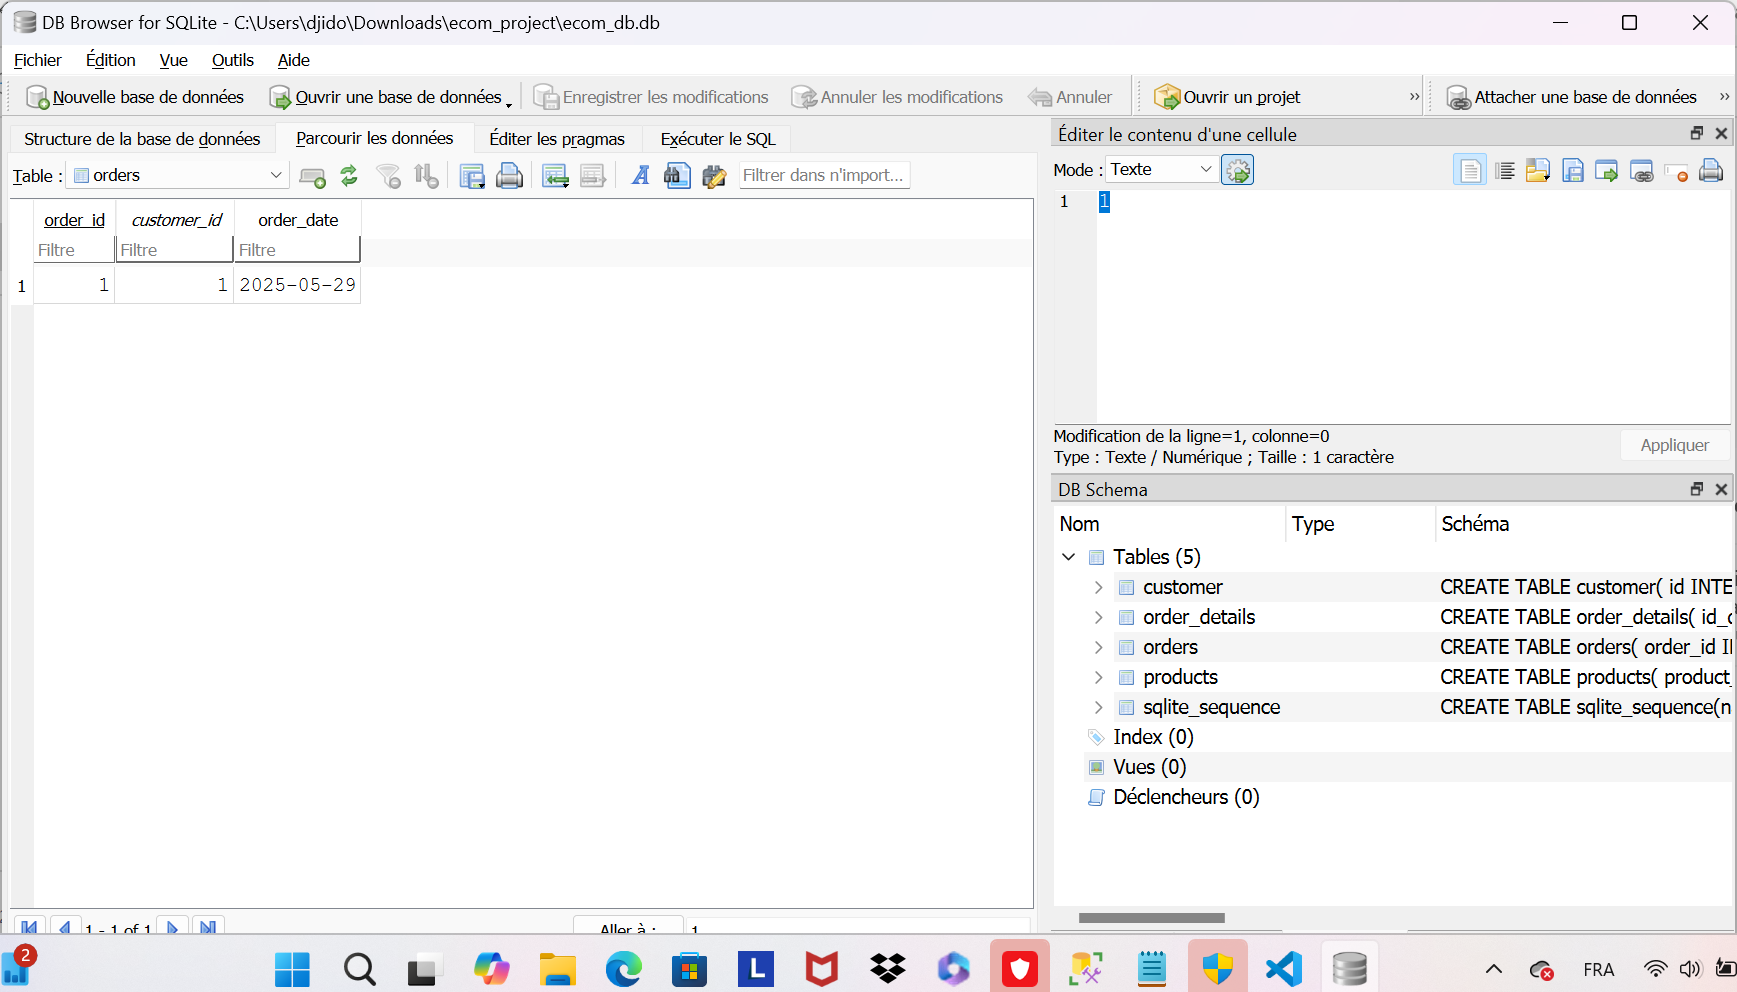 DB Browser for SQLite - C:\Users\djido\Downloads\ecom_project\ecom_db.db
Fichier Édition Vue Outils Aide
Nouvelle base de données Ouvrir une base de données Enregistrer les modifications Annuler les modifications Annuler Ouvrir un projet » Attacher une base de données »
Structure de la base de données Parcourir les données Éditer les pragmas Exécuter le SQL
Table : orders Filtrer dans n'import...
order_id customer_id order_date
Filtre Filtre Filtre
1 1 1 2025-05-29
1 - 1 of 1 Aller à : 1
Éditer le contenu d'une cellule
Mode : Texte
1 1
Modification de la ligne=1, colonne=0
Type : Texte / Numérique ; Taille : 1 caractère
Appliquer
DB Schema
Nom Type Schéma
Tables (5)
customer CREATE TABLE customer( id INTE
order_details CREATE TABLE order_details( id_
orders CREATE TABLE orders( order_id
products CREATE TABLE products( product_
sqlite_sequence CREATE TABLE sqlite_sequence(n
Index (0)
Vues (0)
Déclencheurs (0)
2 L FRA